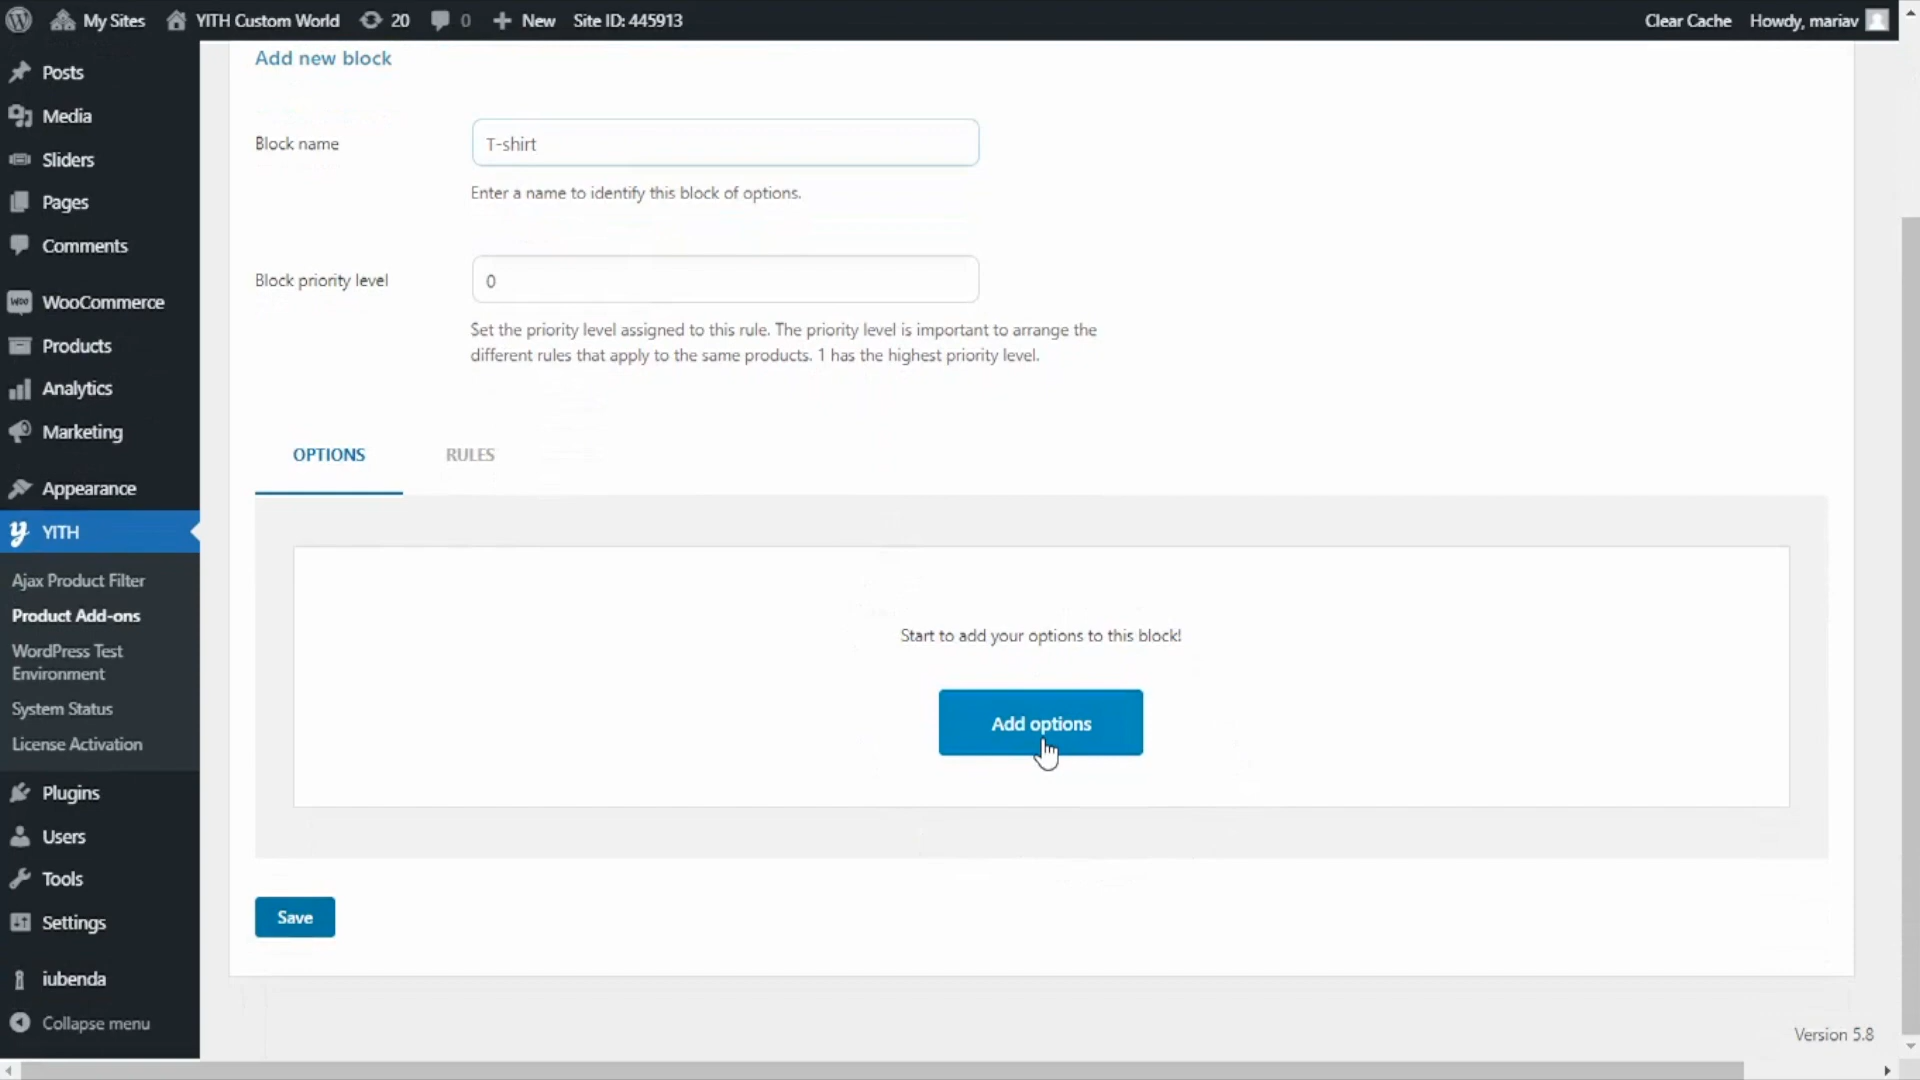 My Sites YITH Custom World 20 0 New Site ID: 445913 Clear Cache Howdy, mariav
Posts
Media
Sliders
Pages
Comments
WooCommerce
Products
Analytics
Marketing
Appearance
YITH
Ajax Product Filter
Product Add-ons
WordPress Test
Environment
System Status
License Activation
Plugins
Users
Tools
Settings
iubenda
Collapse menu
Add new block
Block name
T-shirt
Enter a name to identify this block of options.
Block priority level
0
Set the priority level assigned to this rule. The priority level is important to arrange the
different rules that apply to the same products. 1 has the highest priority level.
OPTIONS RULES
Start to add your options to this block!
Add options
Save
Version 5.8